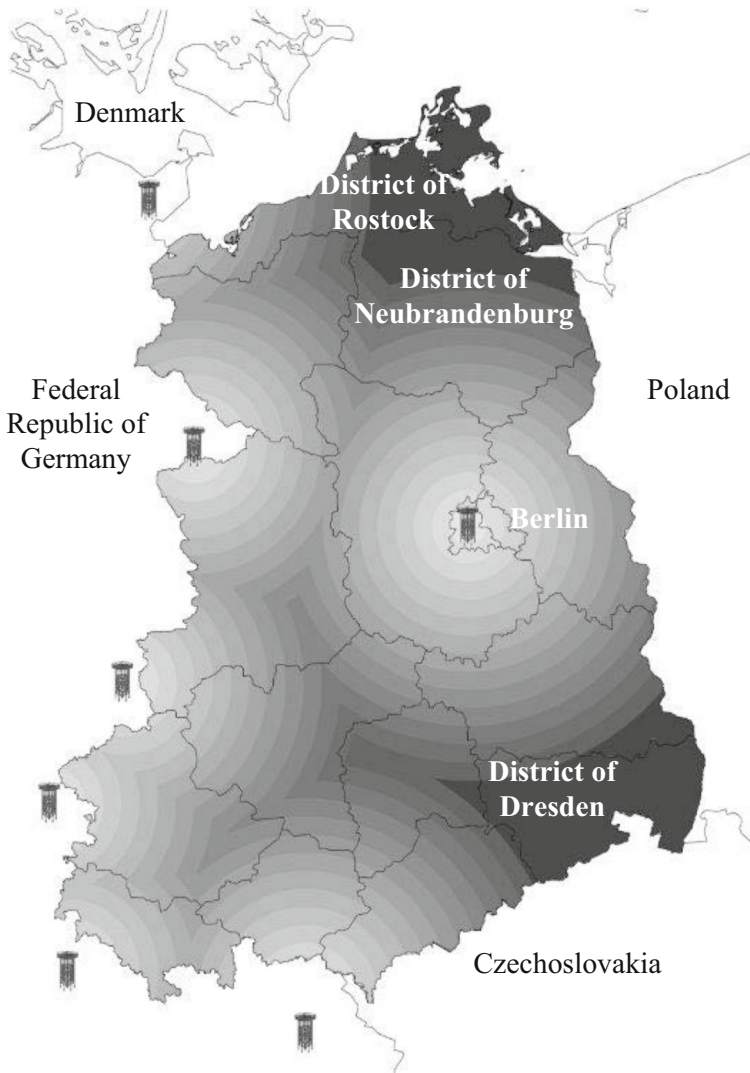 Denmark
District of
Rostock
District of
Neubrandenburg
Federal
Republic of
Germany
Poland
Berlin
District of
Dresden
Czechoslovakia